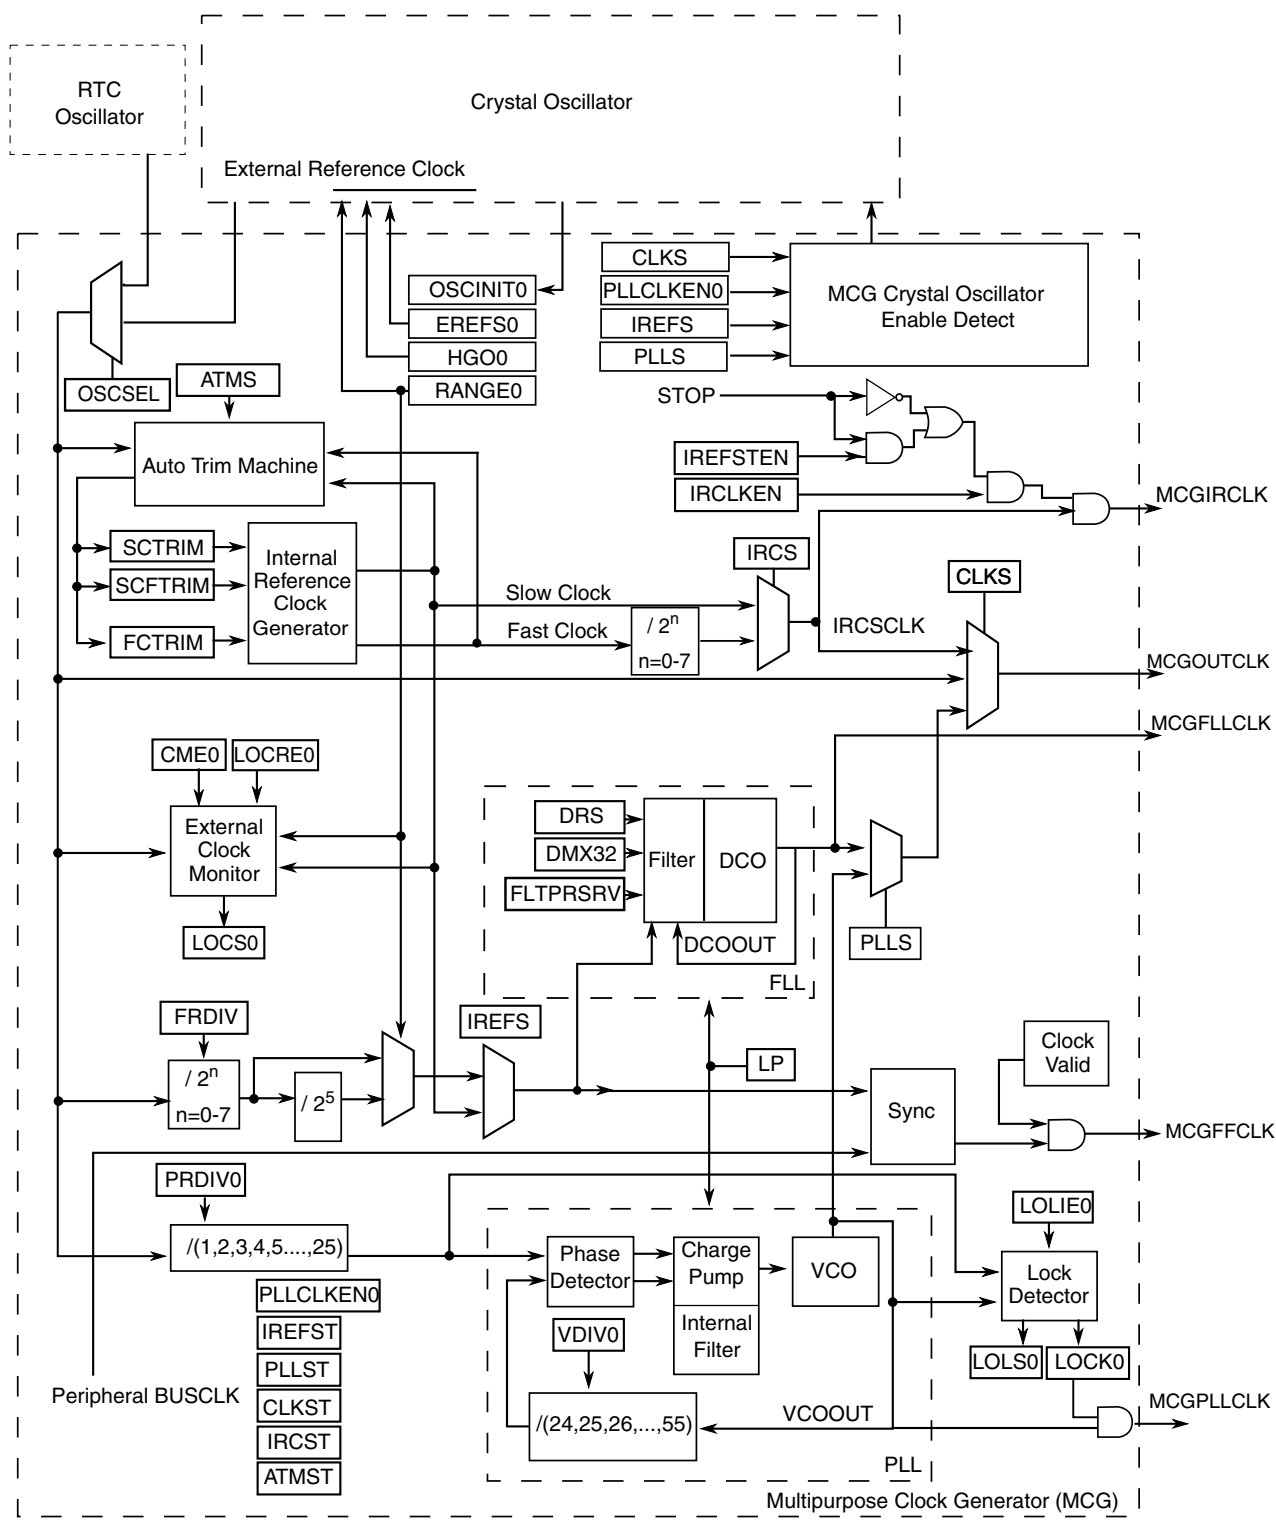 RTC
Oscillator
Crystal Oscillator
External Reference Clock
CLKS
PLLCLKEN0
IREFS
PLLS
MCG Crystal Oscillator
Enable Detect
OSCINIT0
EREFS0
HGO0
RANGE0
OSCSEL
ATMS
STOP
Auto Trim Machine
IREFSTEN
IRCLKEN
MCGIRCLK
SCTRIM
SCFTRIM
FCTRIM
Internal
Reference
Clock
Generator
IRCS
CLKS
Slow Clock
Fast Clock
/ 2n
n=0-7
IRCSCLK
MCGOUTCLK
MCGFLLCLK
CME0
LOCRE0
External
Clock
Monitor
LOCS0
DRS
DMX32
FLTPRSRV
Filter
DCO
DCOOUT
FLL
PLLS
FRDIV
/ 2n
n=0-7
/ 25
IREFS
LP
Clock
Valid
Sync
MCGFFCLK
PRDIV0
/(1,2,3,4,5....,25)
Phase
Detector
Charge
Pump
Internal
Filter
VCO
LOLIE0
Lock
Detector
LOLS0
LOCK0
VDIV0
/(24,25,26,...,55)
VCOOUT
PLL
MCGPLLCLK
PLLCLKEN0
IREFST
PLLST
CLKST
IRCST
ATMST
Peripheral BUSCLK
Multipurpose Clock Generator (MCG)